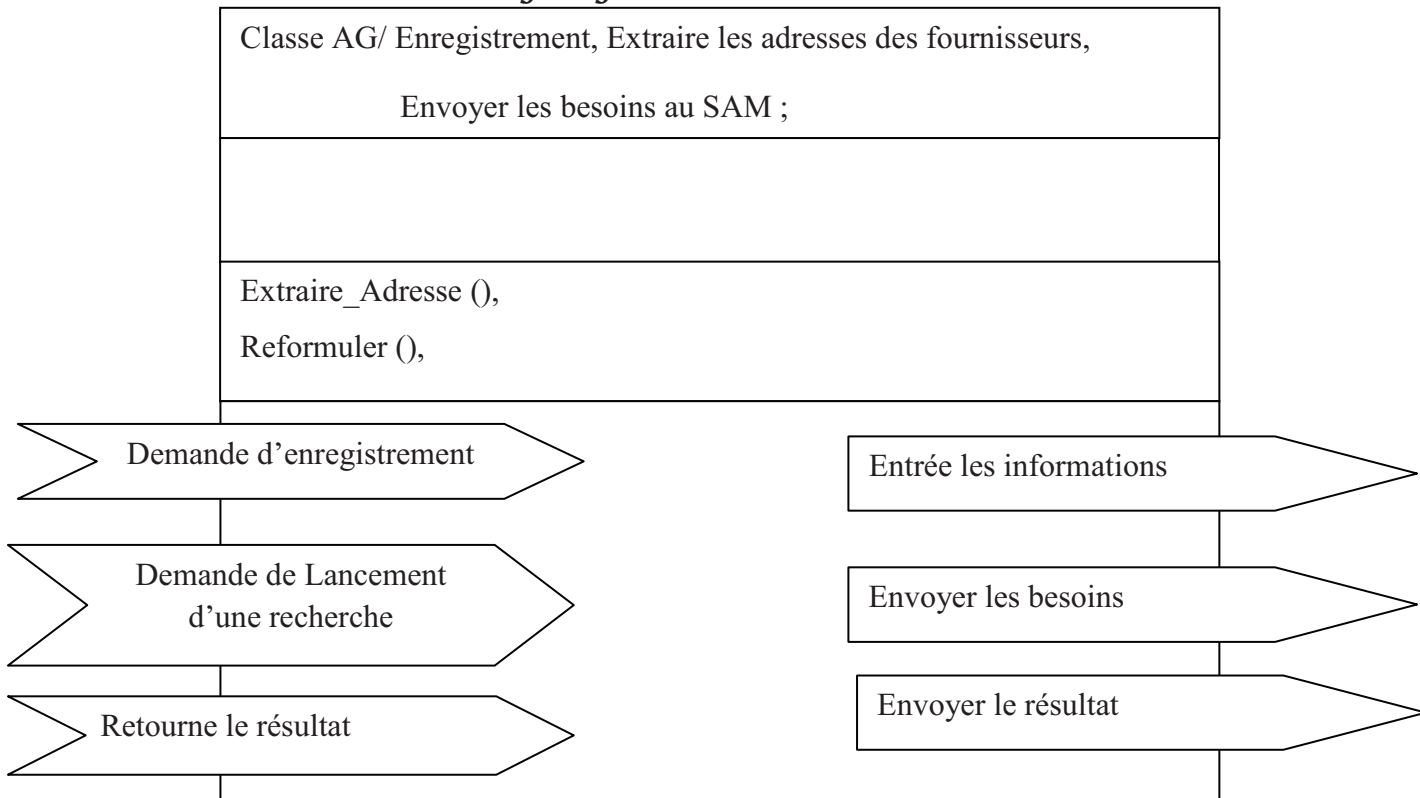 Classe AG/ Enregistrement, Extraire les adresses des fournisseurs,
Envoyer les besoins au SAM ;
Extraire_Adresse (),
Reformuler (),
Demande d’enregistrement
Entrée les informations
Demande de Lancement
d’une recherche
Envoyer les besoins
Retourne le résultat
Envoyer le résultat